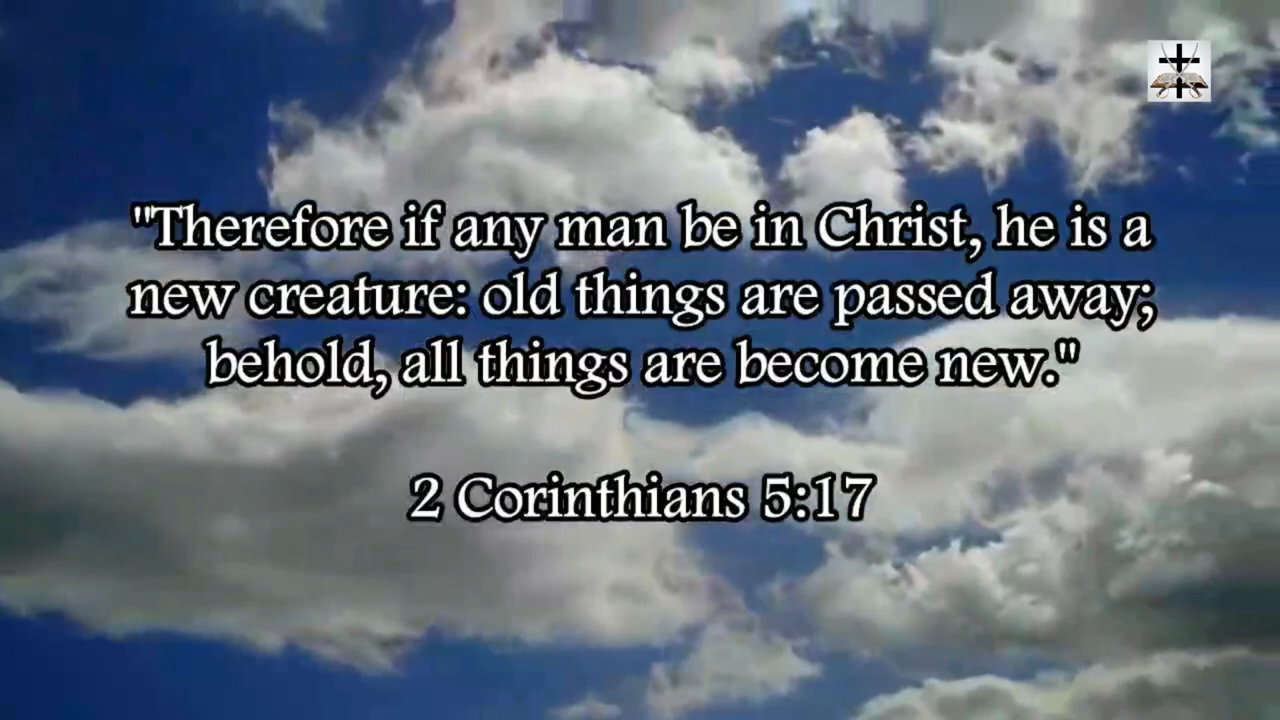 "Therefore if any man be in Christ, he is a
new creature: old things are passed away;
behold, all things are become new."
2 Corinthians 5:17